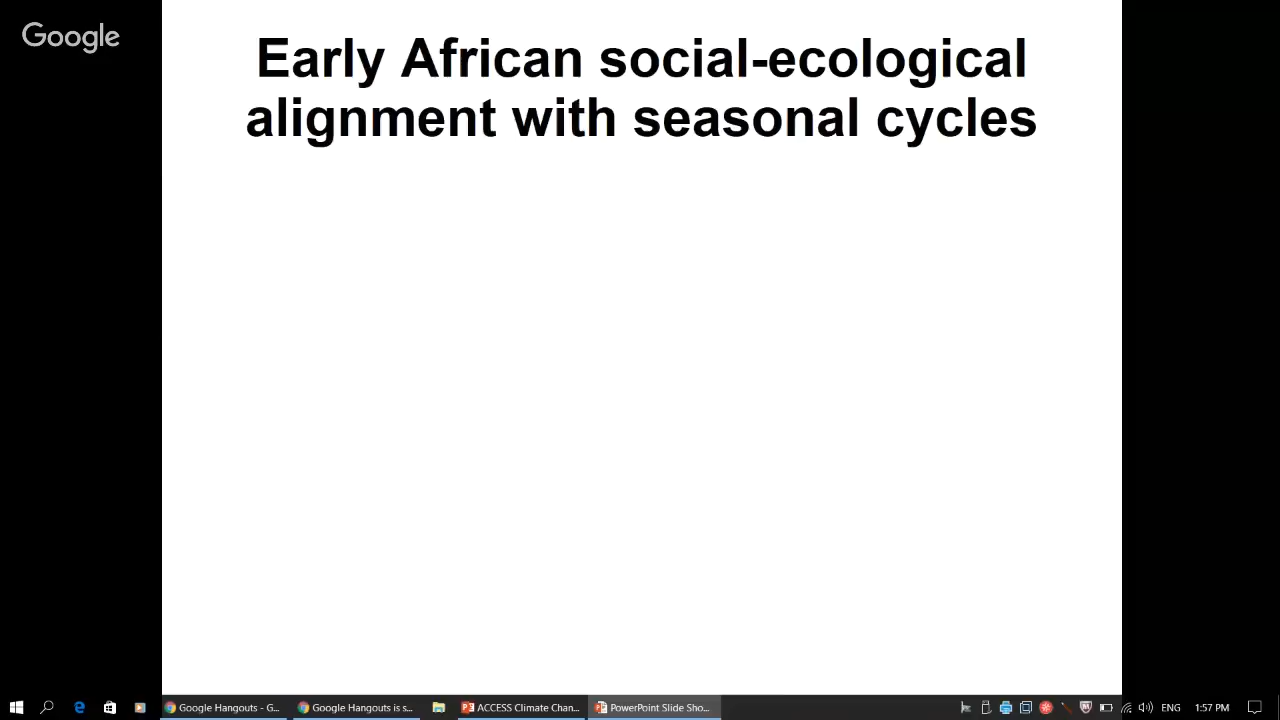 Google
Early African social-ecological
alignment with seasonal cycles
Google Hangouts - G...
Google Hangouts is s...
ACCESS Climate Chan...
PowerPoint Slide Sho...
ENG
1:57 PM